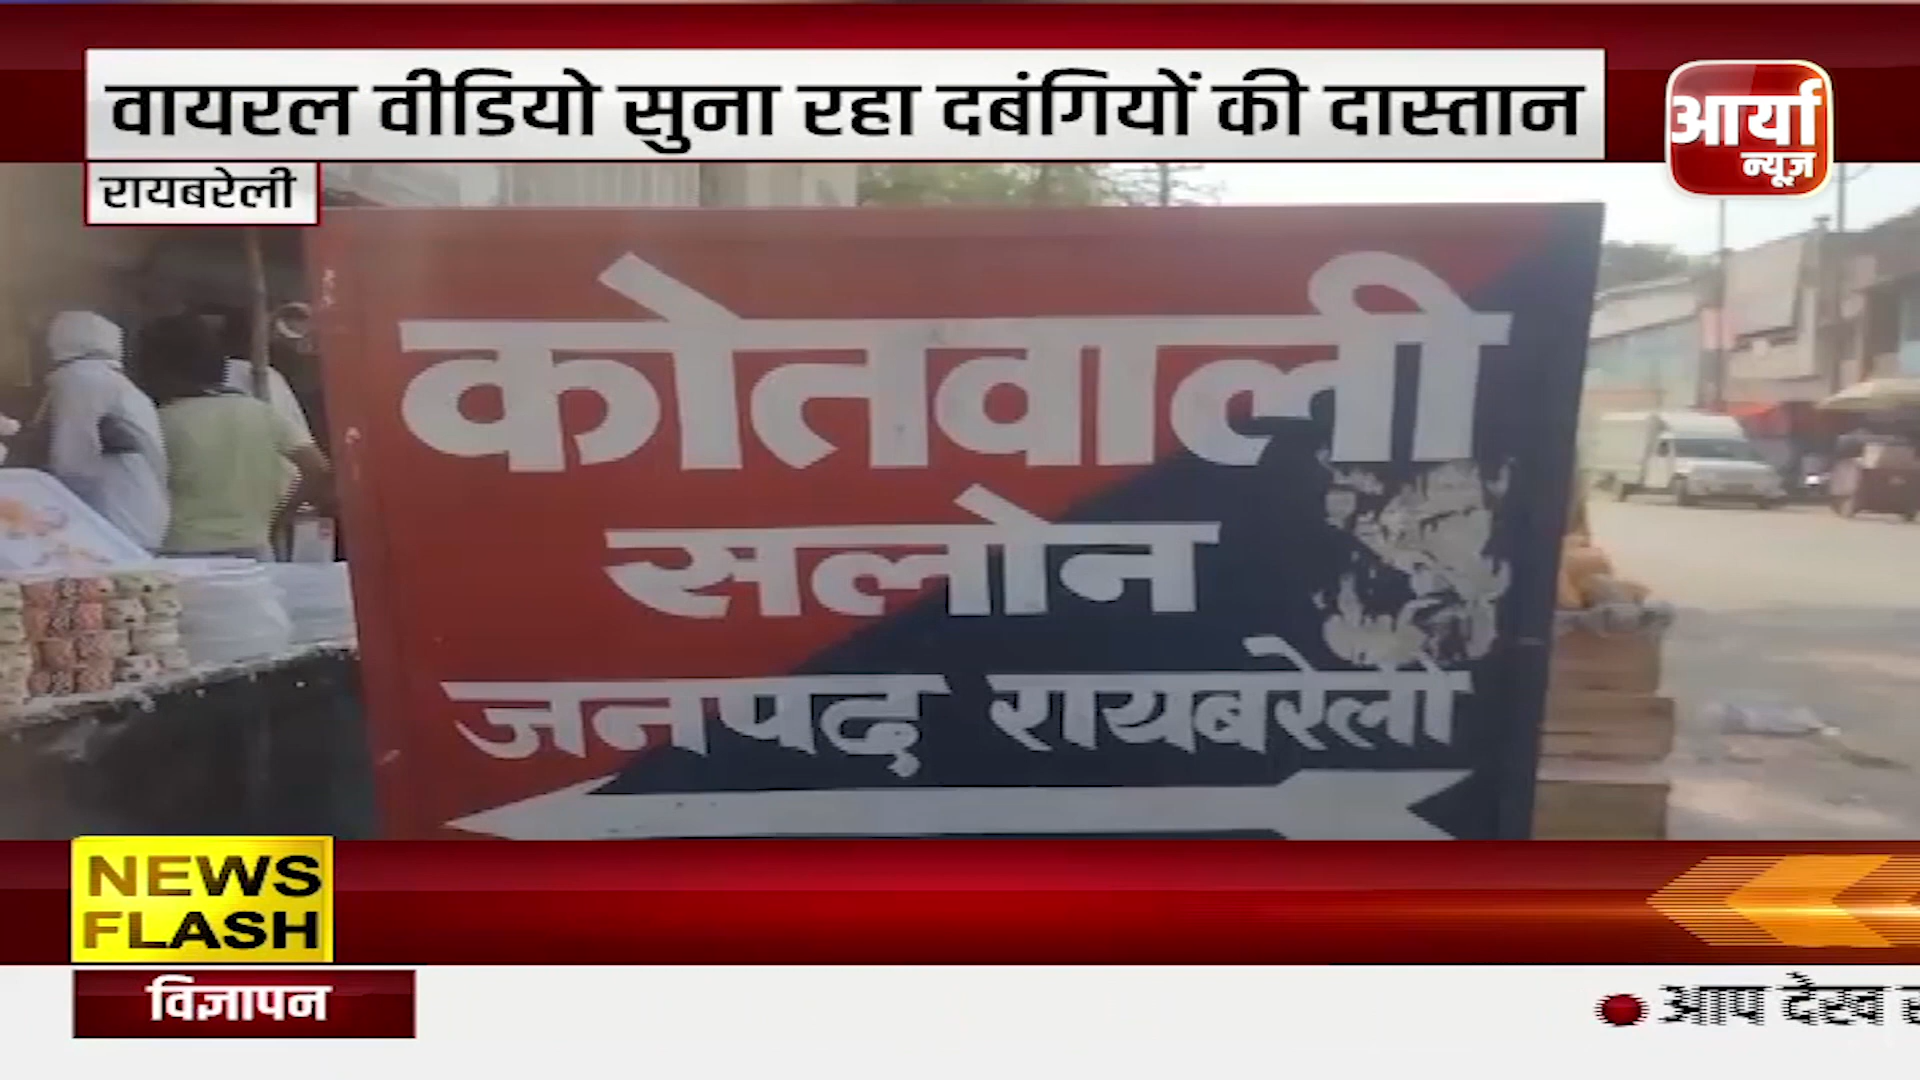 वायरल वीडियो सुना रहा दबंगियों की दास्तान
आर्या
न्यूज़
रायबरेली
कोतवाली
सलोन
जनपद रायबरेली
NEWS
FLASH
विज्ञापन
आप देख